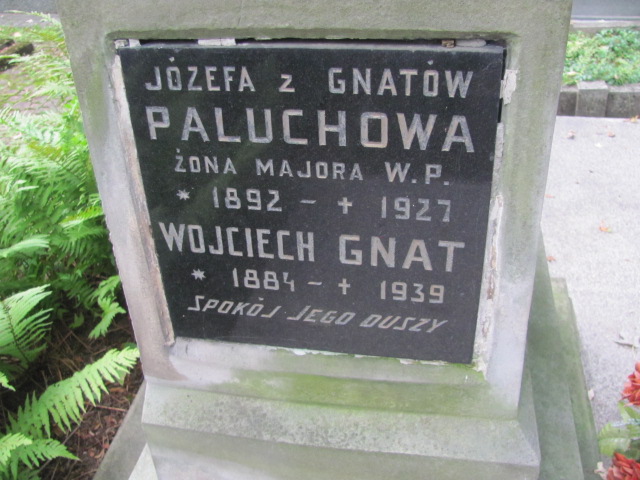 JÓZEFA z GNATÓW
PALUCHOWA
ŻONA MAJORA W.P.
* 1892 - + 1927
WOJCIECH GNAT
* 1884 - + 1939
SPOKÓJ JEGO DUSZY